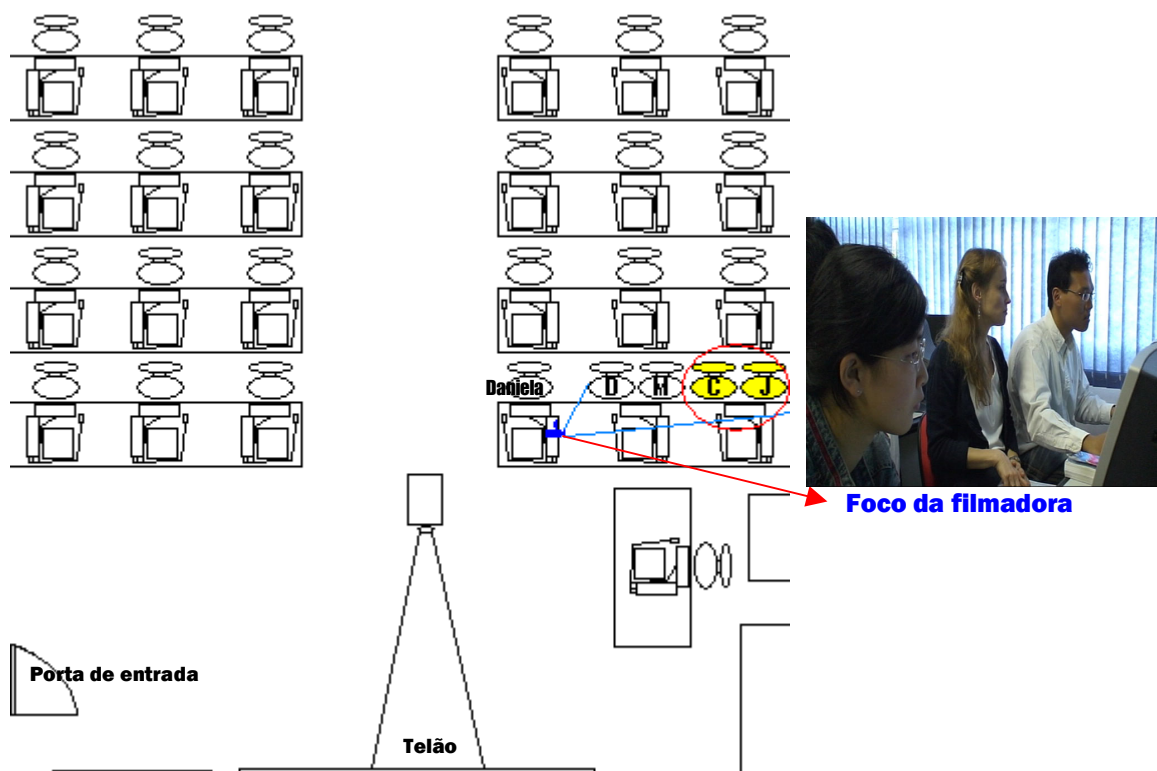 Daniela
D
M
C
J
Foco da filmadora
Porta de entrada
Telão